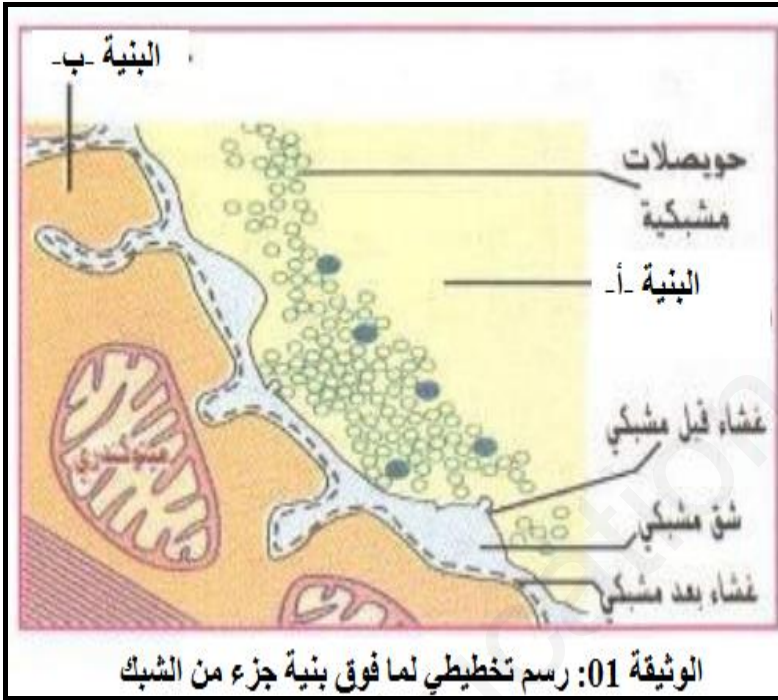 البنية -ب-
حويصلات
مشبكية
البنية -أ-
غشاء قبل مشبكي
شق مشبكي
غشاء بعد مشبكي
ميتوكندري
الوثيقة 01: رسم تخطيطي لما فوق بنية جزء من الشبك